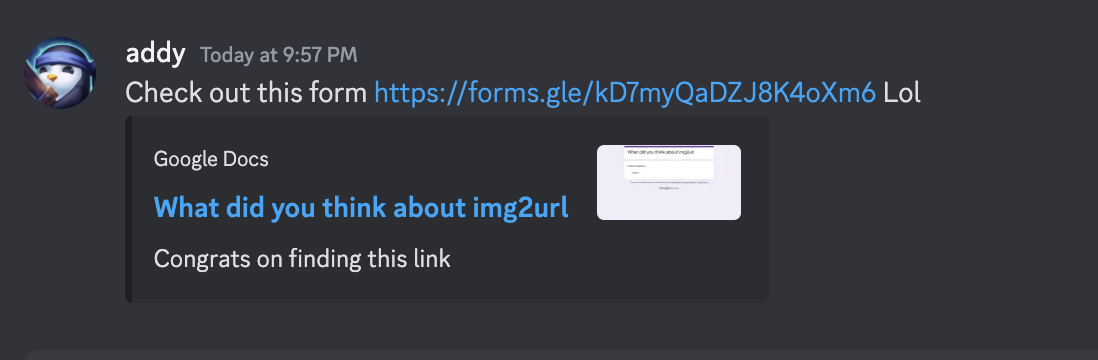 addy Today at 9:57 PM
Check out this form https://forms.gle/kD7myQaDZJ8K4oXm6 Lol
Google Docs
What did you think about img2url
What did you think about img2url
Congrats on finding this link